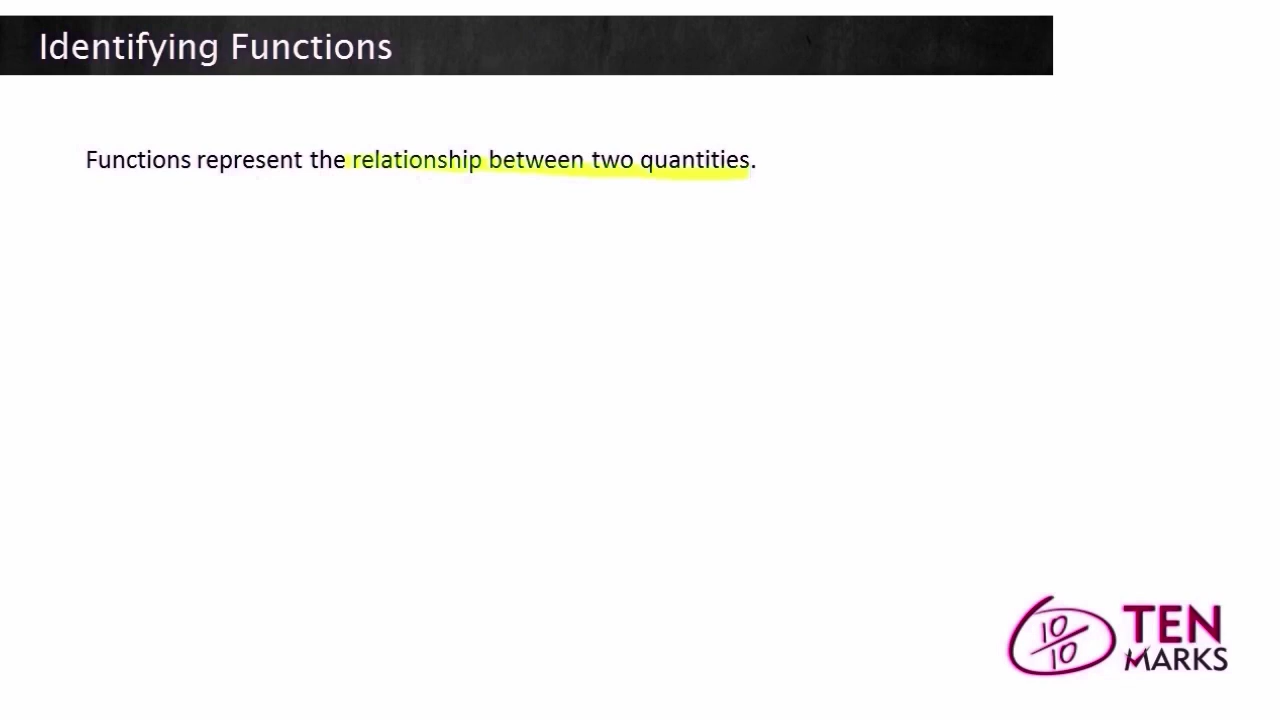 Identifying Functions
Functions represent the relationship between two quantities.
10/10
TEN
MARKS